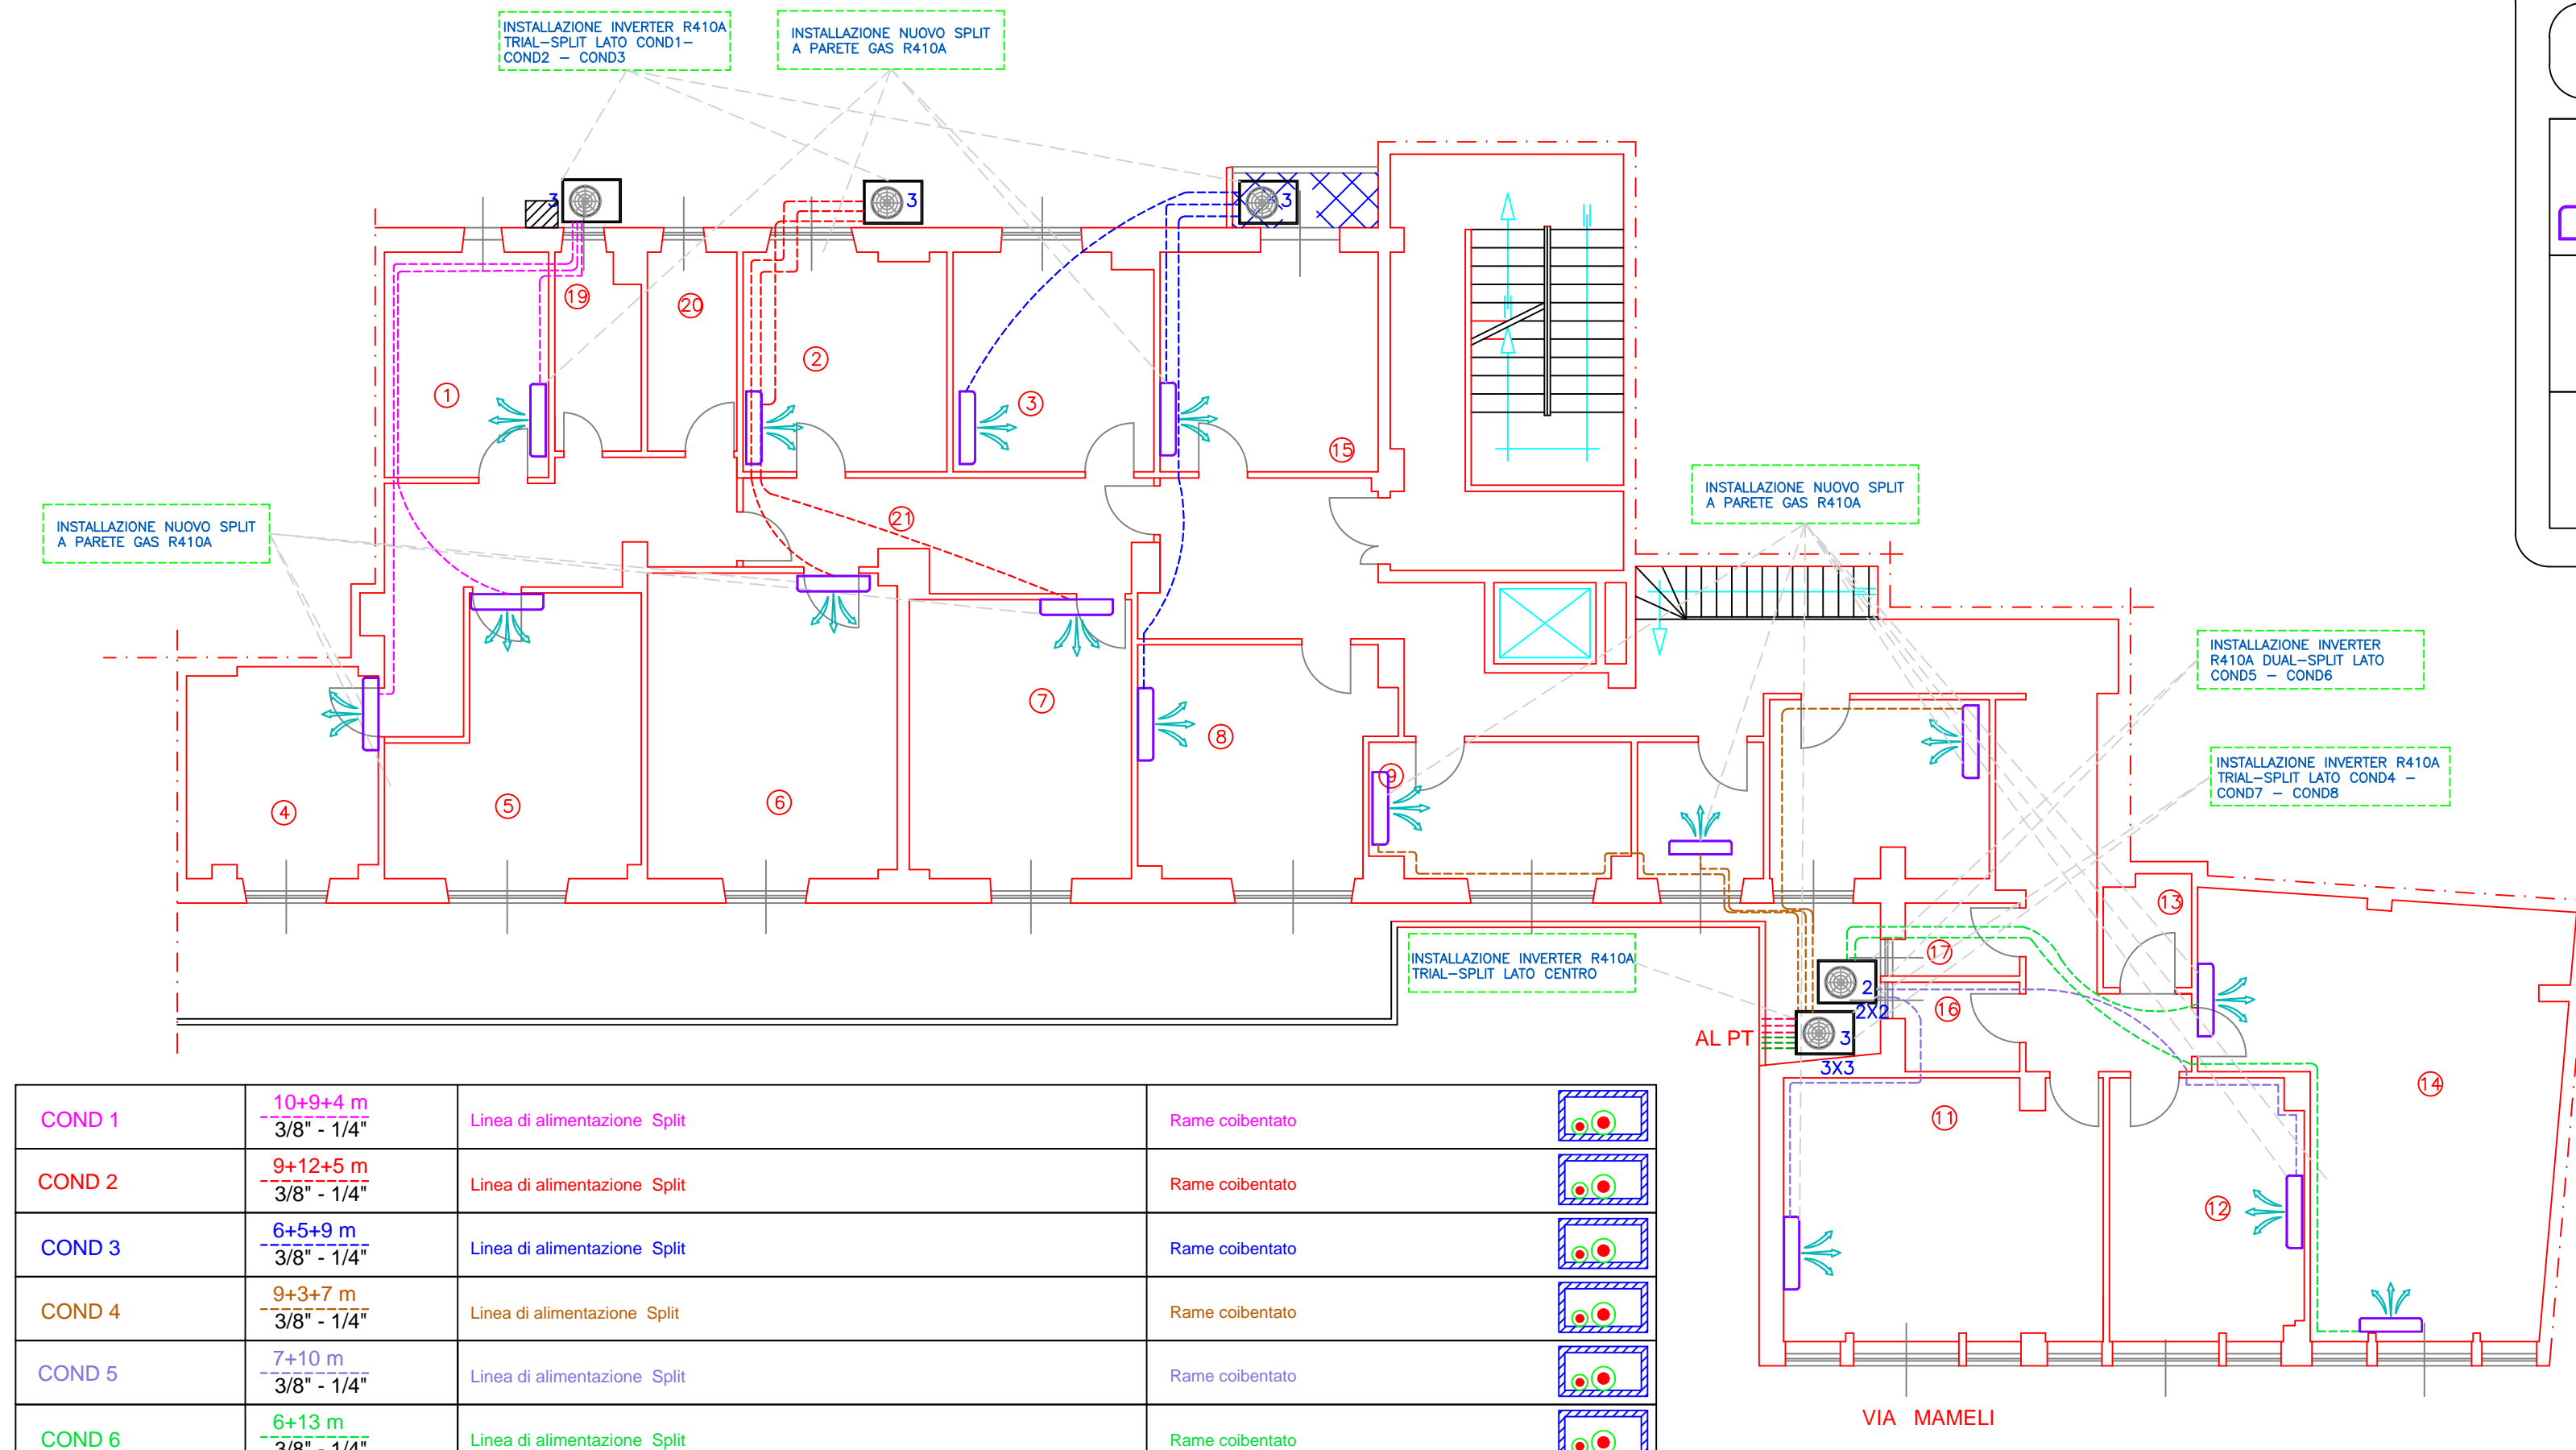 INSTALLAZIONE INVERTER R410A
TRIAL-SPLIT LATO COND1-
COND2 - COND3
INSTALLAZIONE NUOVO SPLIT
A PARETE GAS R410A
3
3
3
19
20
2
1
3
15
21
INSTALLAZIONE NUOVO SPLIT
A PARETE GAS R410A
INSTALLAZIONE NUOVO SPLIT
A PARETE GAS R410A
INSTALLAZIONE INVERTER
R410A DUAL-SPLIT LATO
COND5 - COND6
INSTALLAZIONE INVERTER R410A
TRIAL-SPLIT LATO COND4 -
COND7 - COND8
7
8
9
4
5
6
13
17
INSTALLAZIONE INVERTER R410A
TRIAL-SPLIT LATO CENTRO
2
2X2
16
AL PT
3
3X3
14
11
12
VIA MAMELI
COND 1
10+9+4 m
3/8" - 1/4"
Linea di alimentazione Split
Rame coibentato
COND 2
9+12+5 m
3/8" - 1/4"
Linea di alimentazione Split
Rame coibentato
COND 3
6+5+9 m
3/8" - 1/4"
Linea di alimentazione Split
Rame coibentato
COND 4
9+3+7 m
3/8" - 1/4"
Linea di alimentazione Split
Rame coibentato
COND 5
7+10 m
3/8" - 1/4"
Linea di alimentazione Split
Rame coibentato
COND 6
6+13 m
3/8" - 1/4"
Linea di alimentazione Split
Rame coibentato